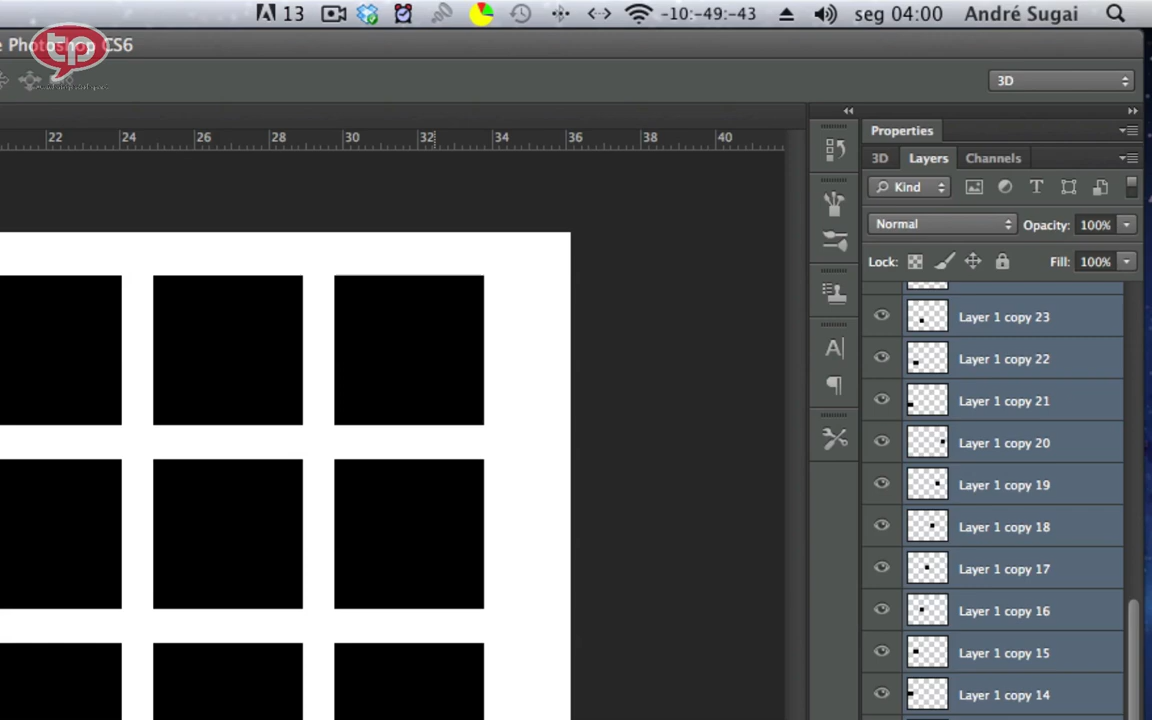 13 -10:-49:-43 seg 04:00 André Sugai
e Photoshop CS6
tp
3D
22 24 26 28 30 32 34 36 38 40
Properties
3D Layers Channels
Kind
Normal Opacity: 100%
Lock: Fill: 100%
Layer 1 copy 23
Layer 1 copy 22
Layer 1 copy 21
Layer 1 copy 20
Layer 1 copy 19
Layer 1 copy 18
Layer 1 copy 17
Layer 1 copy 16
Layer 1 copy 15
Layer 1 copy 14